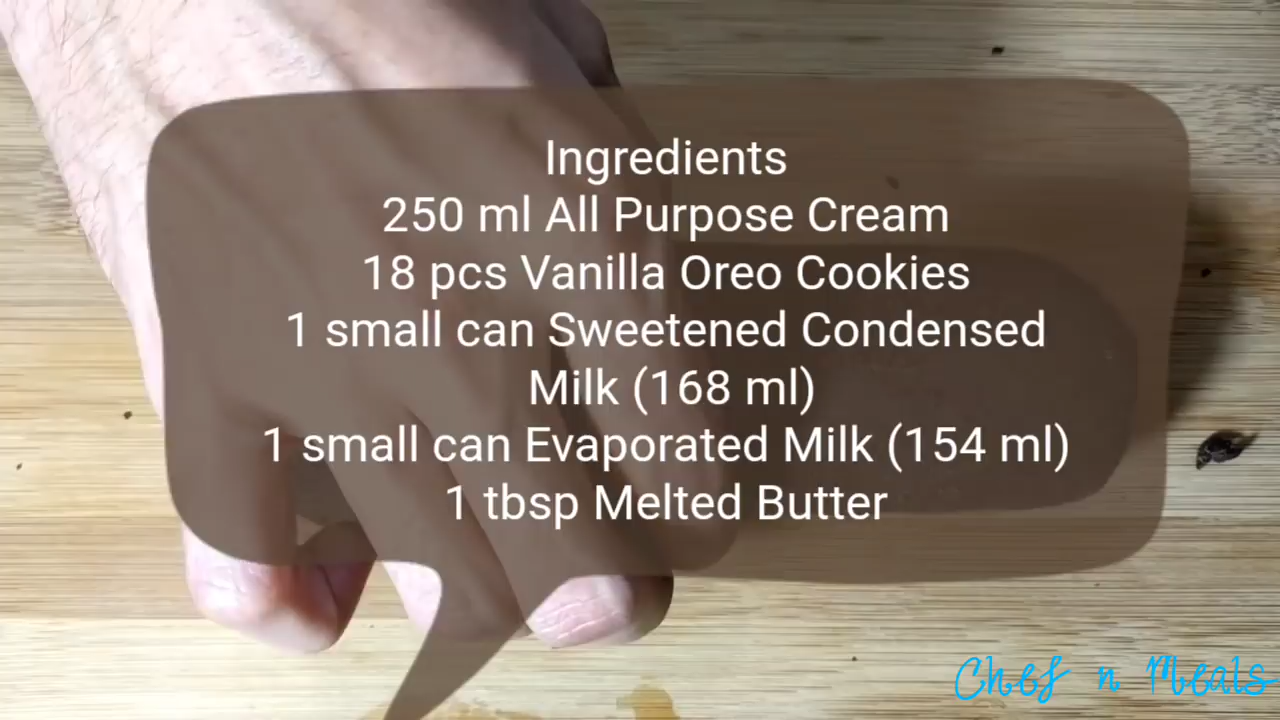 Ingredients
250 ml All Purpose Cream
18 pcs Vanilla Oreo Cookies
1 small can Sweetened Condensed
Milk (168 ml)
1 small can Evaporated Milk (154 ml)
1 tbsp Melted Butter
Chef n Meals